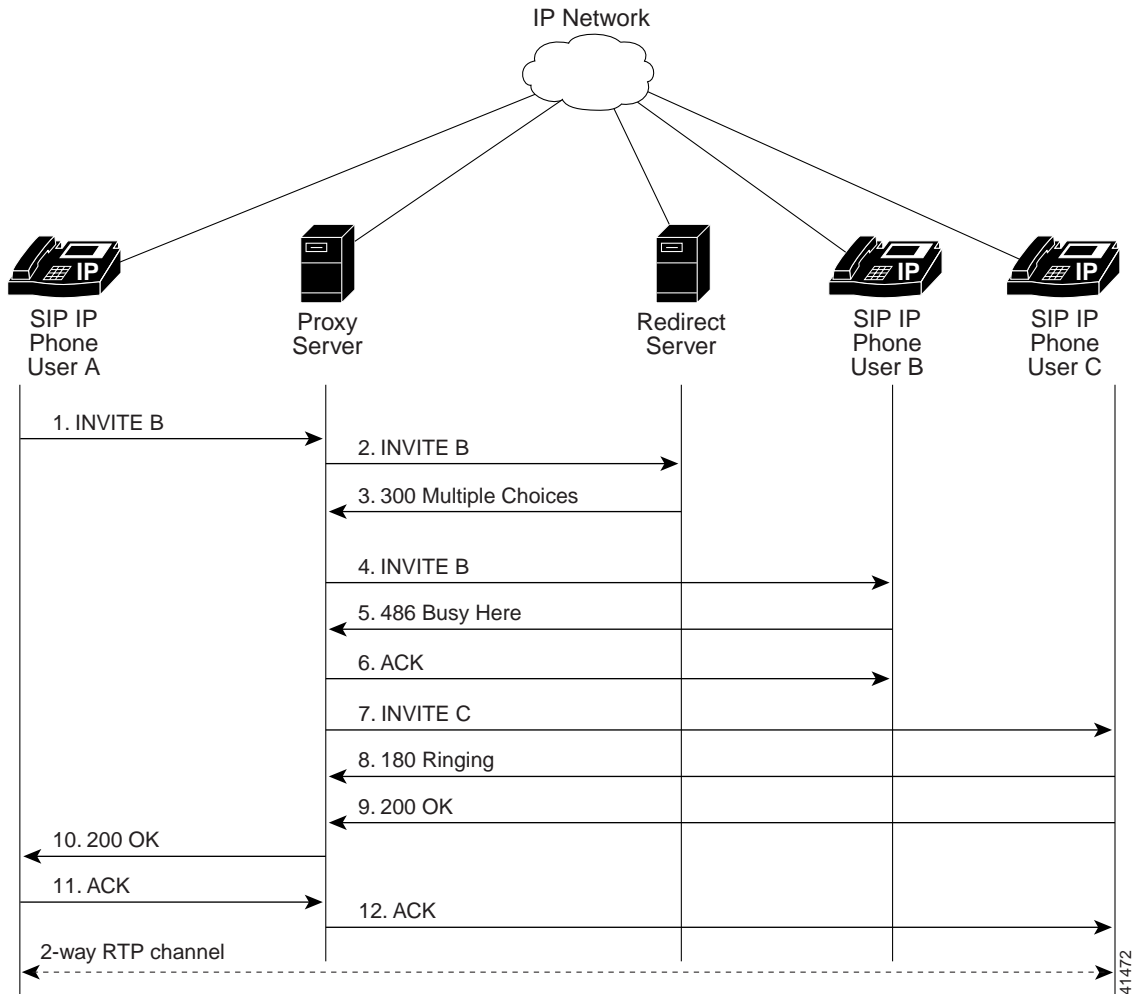 IP Network
IP
IP
IP
SIP IP
Phone
User A
Proxy
Server
Redirect
Server
SIP IP
Phone
User B
SIP IP
Phone
User C
1. INVITE B
2. INVITE B
3. 300 Multiple Choices
4. INVITE B
5. 486 Busy Here
6. ACK
7. INVITE C
8. 180 Ringing
9. 200 OK
10. 200 OK
11. ACK
12. ACK
2-way RTP channel
41472